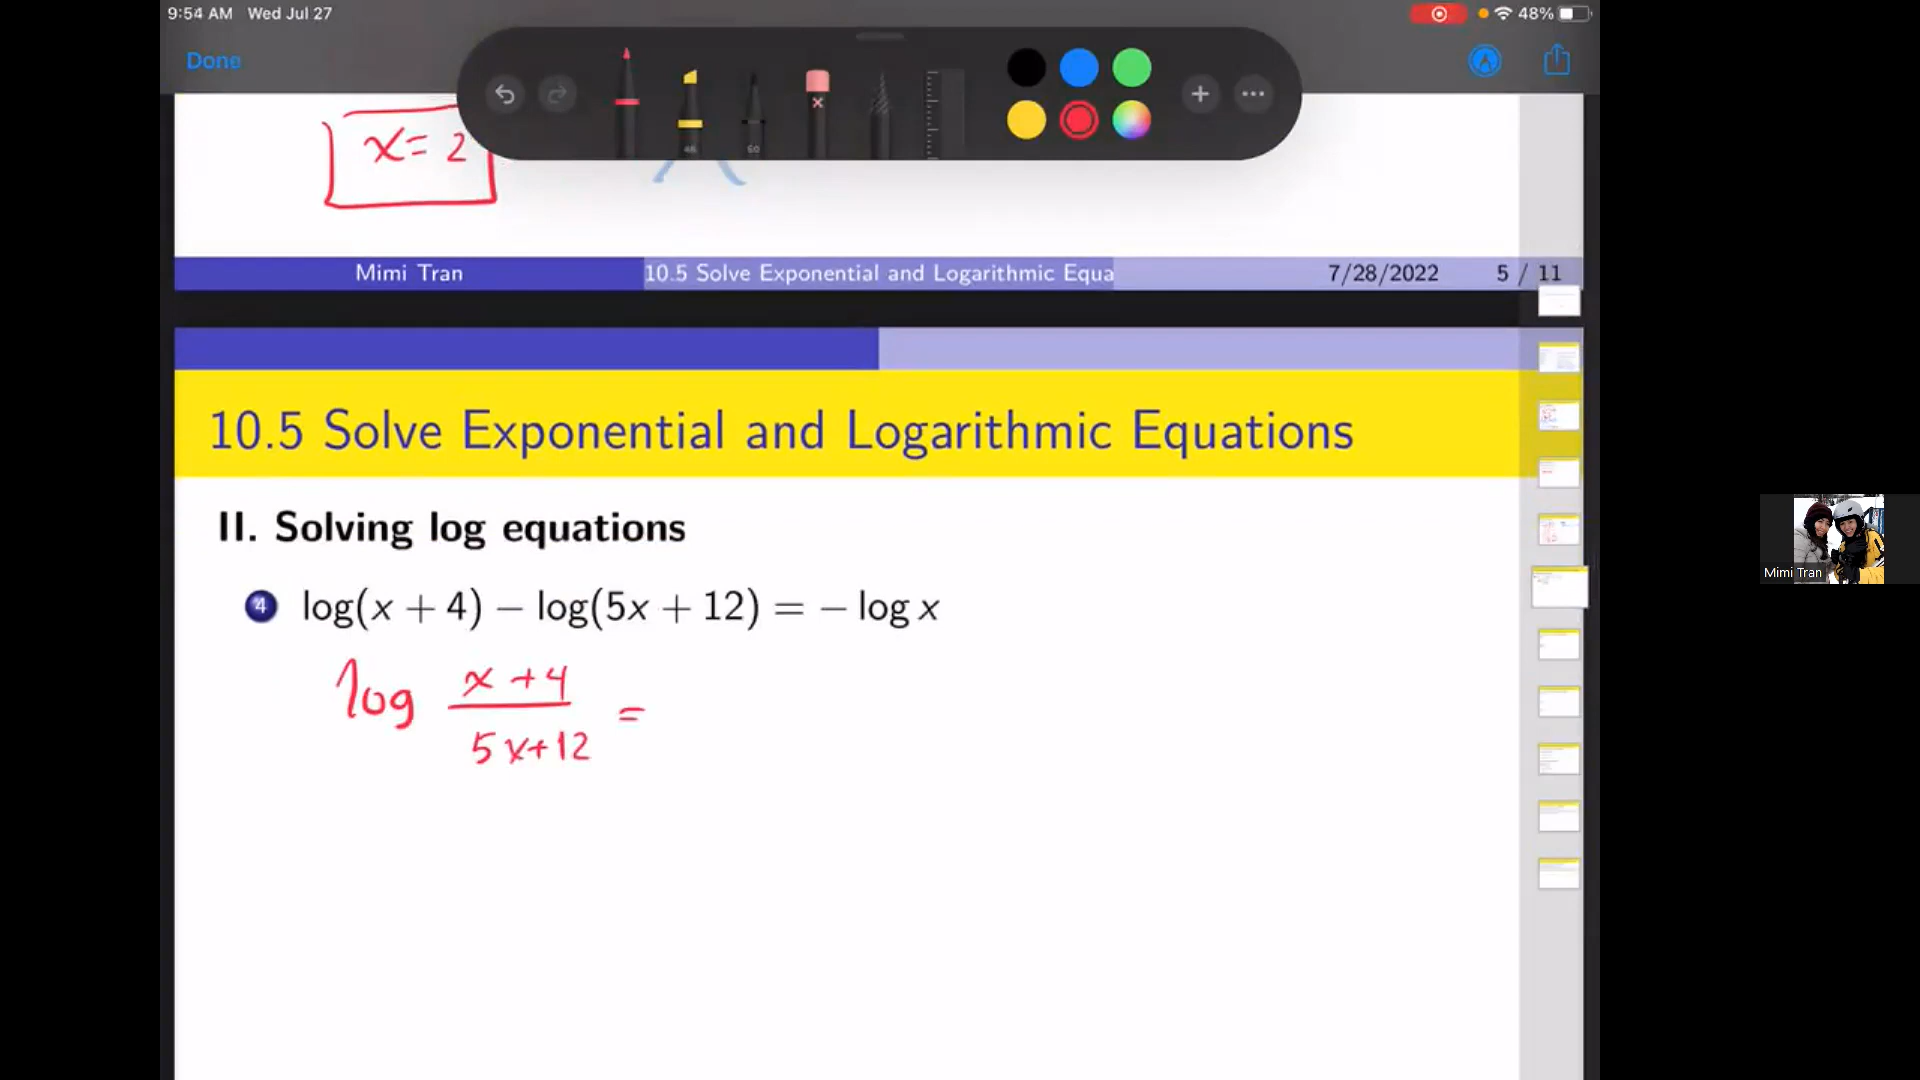 9:54 AM Wed Jul 27
48%
Done
x = 2
Mimi Tran 10.5 Solve Exponential and Logarithmic Equa 7/28/2022 5 / 11
10.5 Solve Exponential and Logarithmic Equations
II. Solving log equations
4 log(x + 4) − log(5x + 12) = − log x
log x + 4 / 5x + 12 =
Mimi Tran